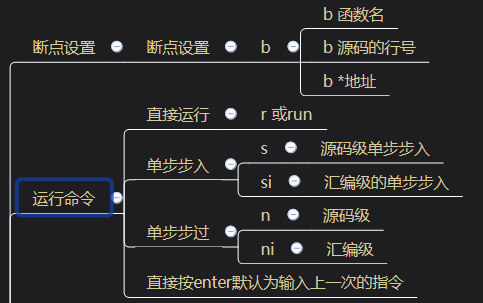 断点设置
断点设置
b
b 函数名
b 源码的行号
b *地址
运行命令
直接运行
r 或run
单步步入
s
源码级单步步入
si
汇编级的单步步入
单步步过
n
源码级
ni
汇编级
直接按enter默认为输入上一次的指令